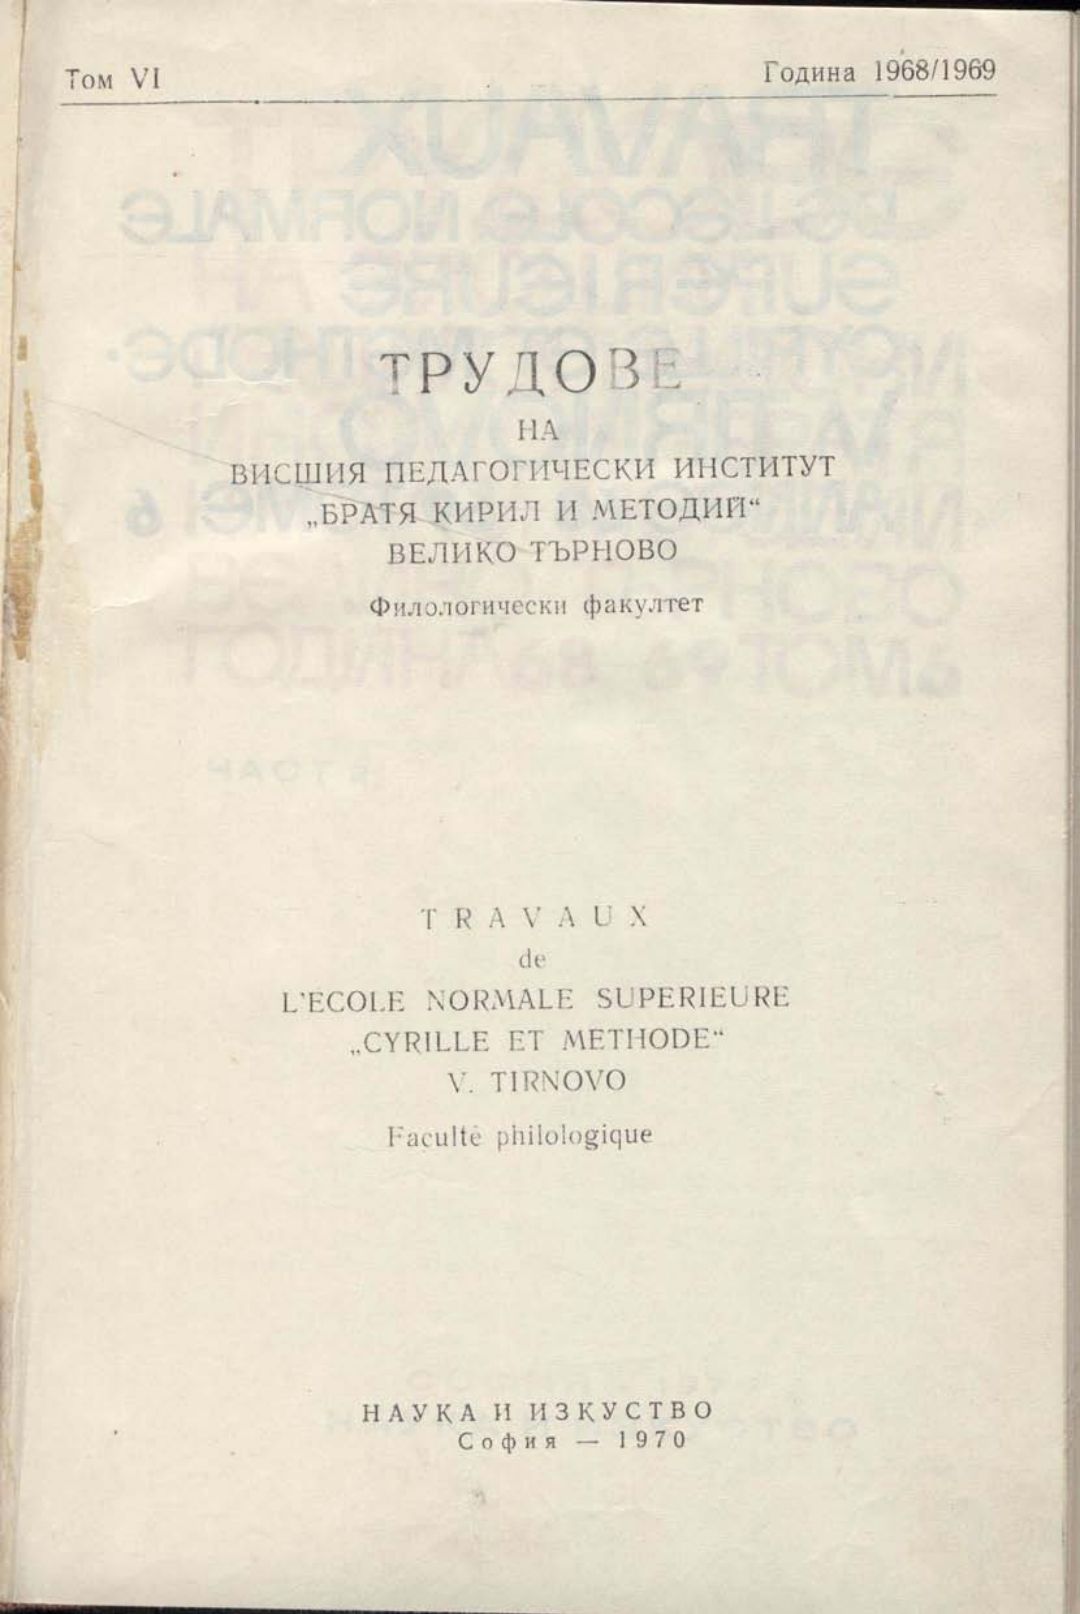 Том VI Година 1968/1969
ТРУДОВЕ
НА
ВИСШИЯ ПЕДАГОГИЧЕСКИ ИНСТИТУТ
„БРАТЯ КИРИЛ И МЕТОДИЙ“
ВЕЛИКО ТЪРНОВО
Филологически факултет
TRAVAUX
de
L'ECOLE NORMALE SUPERIEURE
„CYRILLE ET METHODE“
V. TIRNOVO
Faculté philologique
НАУКА И ИЗКУСТВО
София — 1970